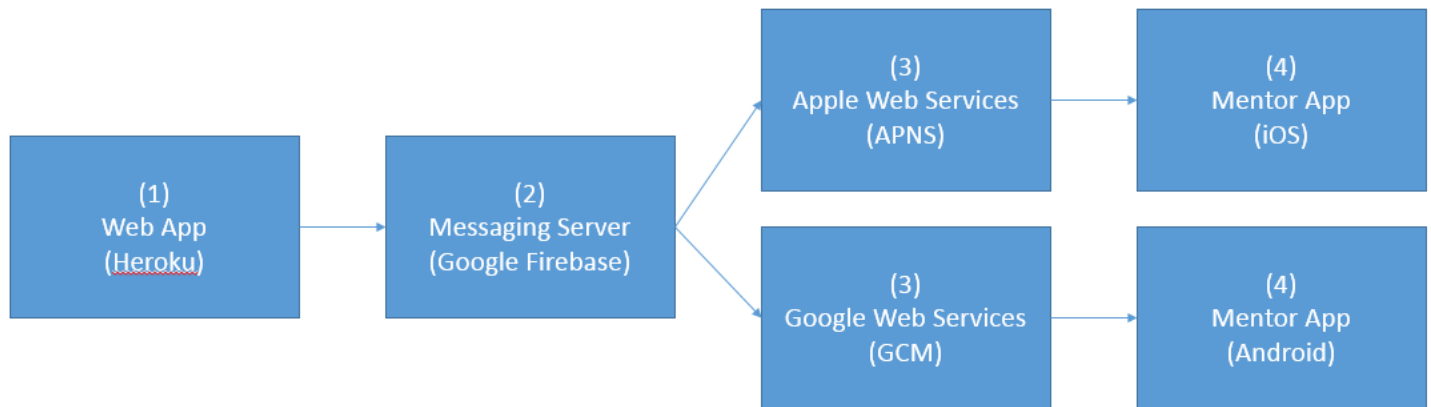 (1)
Web App
(Heroku)
(2)
Messaging Server
(Google Firebase)
(3)
Apple Web Services
(APNS)
(4)
Mentor App
(iOS)
(3)
Google Web Services
(GCM)
(4)
Mentor App
(Android)